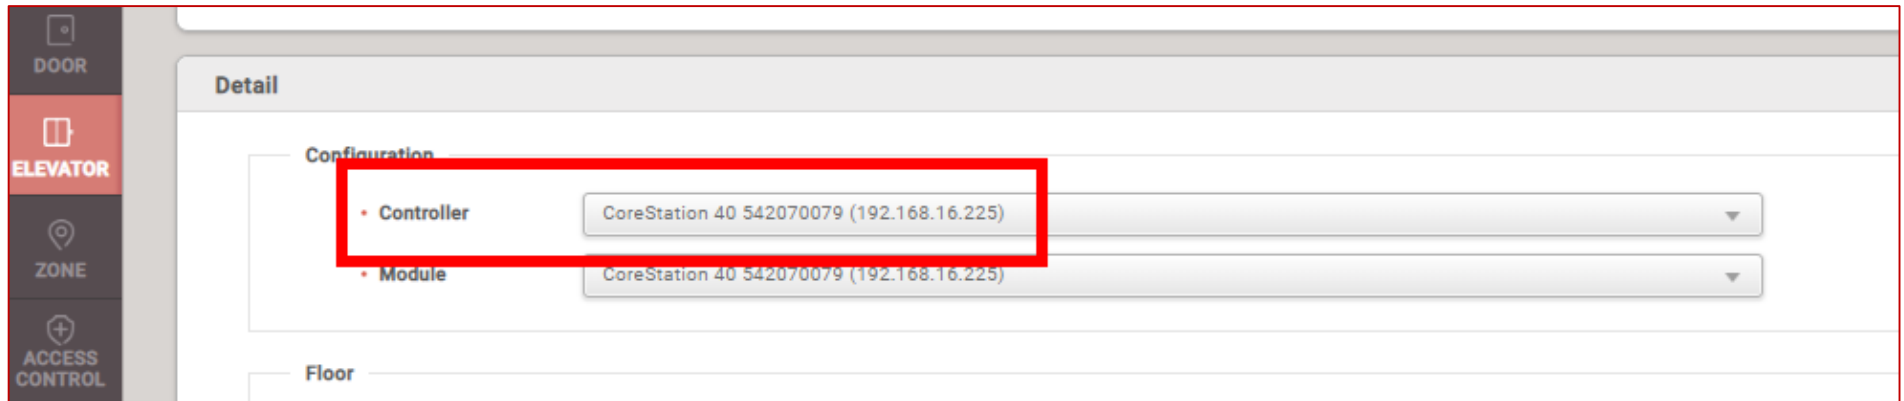 DOOR
ELEVATOR
ZONE
ACCESS
CONTROL
Detail
Configuration
Controller
CoreStation 40 542070079 (192.168.16.225)
Module
CoreStation 40 542070079 (192.168.16.225)
Floor